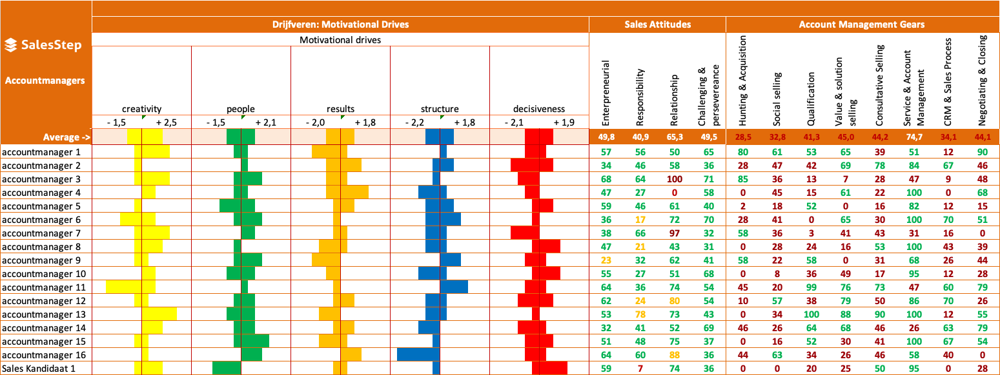 Drijfveren: Motivational Drives Sales Attitudes Account Management Gears
SalesStep
Accountmanagers
Motivational drives
creativity people results structure decisiveness
Enterpreneurial
Responsibility
Relationship
Challenging &
persevereance
Hunting & Acquisition
Social selling
Qualification
Value & solution
selling
Consultative Selling
Service & Account
Management
CRM & Sales Process
Negotiating & Closing
- 1,5 + 2,5 - 1,5 + 2,1 - 2,0 + 1,8 - 2,2 + 1,8 - 2,1 + 1,9
Average -> 49,8 40,9 65,3 49,5 28,5 32,8 41,3 45,0 44,2 74,7 34,1 44,1
accountmanager 1 57 56 50 65 80 61 53 65 39 51 12 90
accountmanager 2 34 46 58 36 28 47 42 69 78 84 67 46
accountmanager 3 68 64 100 71 85 36 13 7 28 47 9 48
accountmanager 4 47 27 0 58 0 45 15 61 22 100 0 68
accountmanager 5 59 46 61 40 2 18 52 0 16 82 12 15
accountmanager 6 36 17 72 70 28 41 0 65 30 100 70 51
accountmanager 7 38 66 97 32 58 36 3 41 43 31 16 0
accountmanager 8 47 21 43 31 0 28 24 16 53 100 43 39
accountmanager 9 23 32 62 41 58 22 58 0 31 68 26 44
accountmanager 10 55 27 51 68 0 8 36 49 17 95 12 28
accountmanager 11 64 36 74 54 45 20 99 76 73 47 60 79
accountmanager 12 62 24 80 54 10 57 38 79 50 86 70 26
accountmanager 13 53 78 73 43 0 34 100 88 90 100 12 55
accountmanager 14 32 41 52 69 46 26 64 68 46 26 63 79
accountmanager 15 51 48 75 37 0 16 52 30 41 100 67 54
accountmanager 16 64 60 88 36 44 63 34 26 46 58 40 0
Sales Kandidaat 1 59 7 74 36 0 0 20 25 50 95 0 28